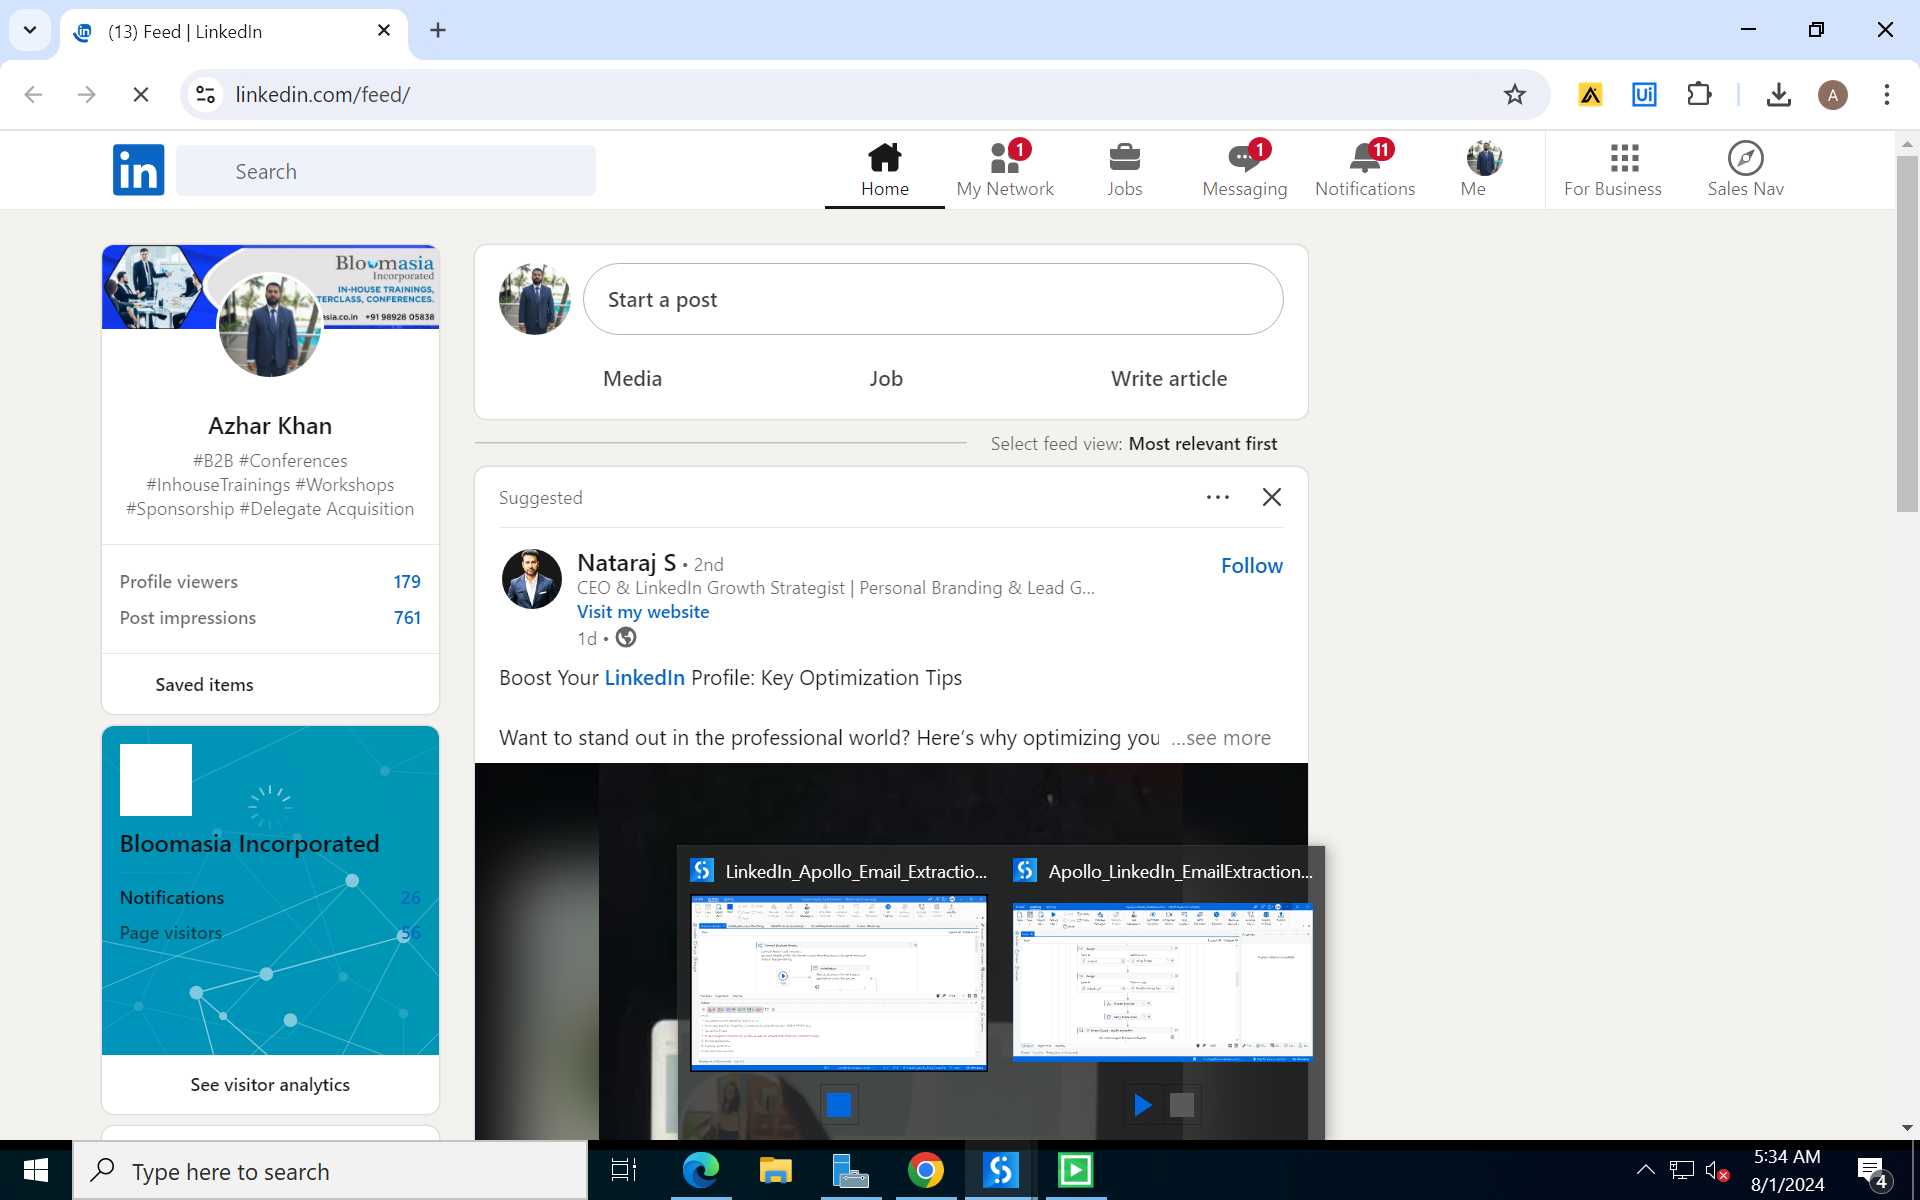 (13) Feed | LinkedIn
linkedin.com/feed/
Ui
A
in
Search
Home
1
My Network
Jobs
1
Messaging
11
Notifications
Me
For Business
Sales Nav
Bloomasia
Incorporated
IN-HOUSE TRAININGS,
TERCLASS, CONFERENCES.
asia.co.in +91 98928 05838
Azhar Khan
#B2B #Conferences
#InhouseTrainings #Workshops
#Sponsorship #Delegate Acquisition
Profile viewers 179
Post impressions 761
Saved items
Bloomasia Incorporated
Notifications 26
Page visitors 56
See visitor analytics
Start a post
Media
Job
Write article
Select feed view: Most relevant first
Suggested
Nataraj S • 2nd
Follow
CEO & LinkedIn Growth Strategist | Personal Branding & Lead G...
Visit my website
1d •
Boost Your LinkedIn Profile: Key Optimization Tips
Want to stand out in the professional world? Here's why optimizing you ...see more
LinkedIn_Apollo_Email_Extractio...
Apollo_LinkedIn_EmailExtraction...
Type here to search
5:34 AM
8/1/2024
4